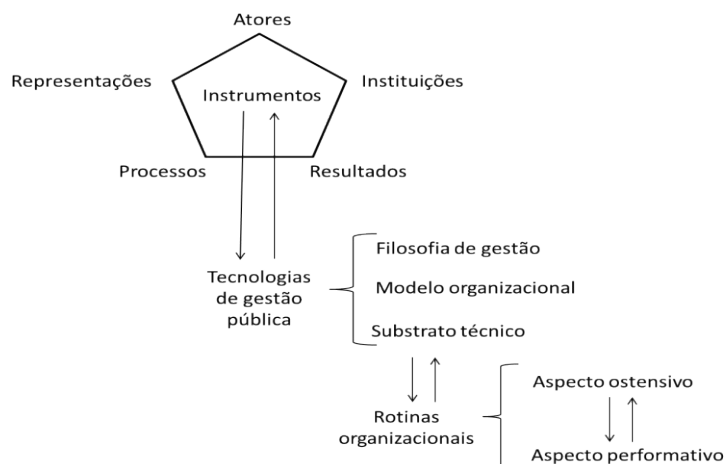 Atores
Representações
Instituições
Instrumentos
Processos
Resultados
Tecnologias
de gestão
pública
Filosofia de gestão
Modelo organizacional
Substrato técnico
Rotinas
organizacionais
Aspecto ostensivo
Aspecto performativo